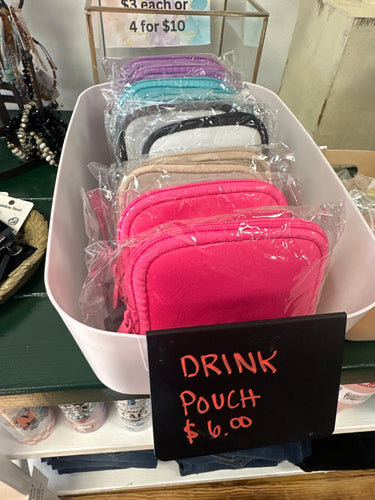 $3 each or
4 for $10
DRINK
POUCH
$6.00